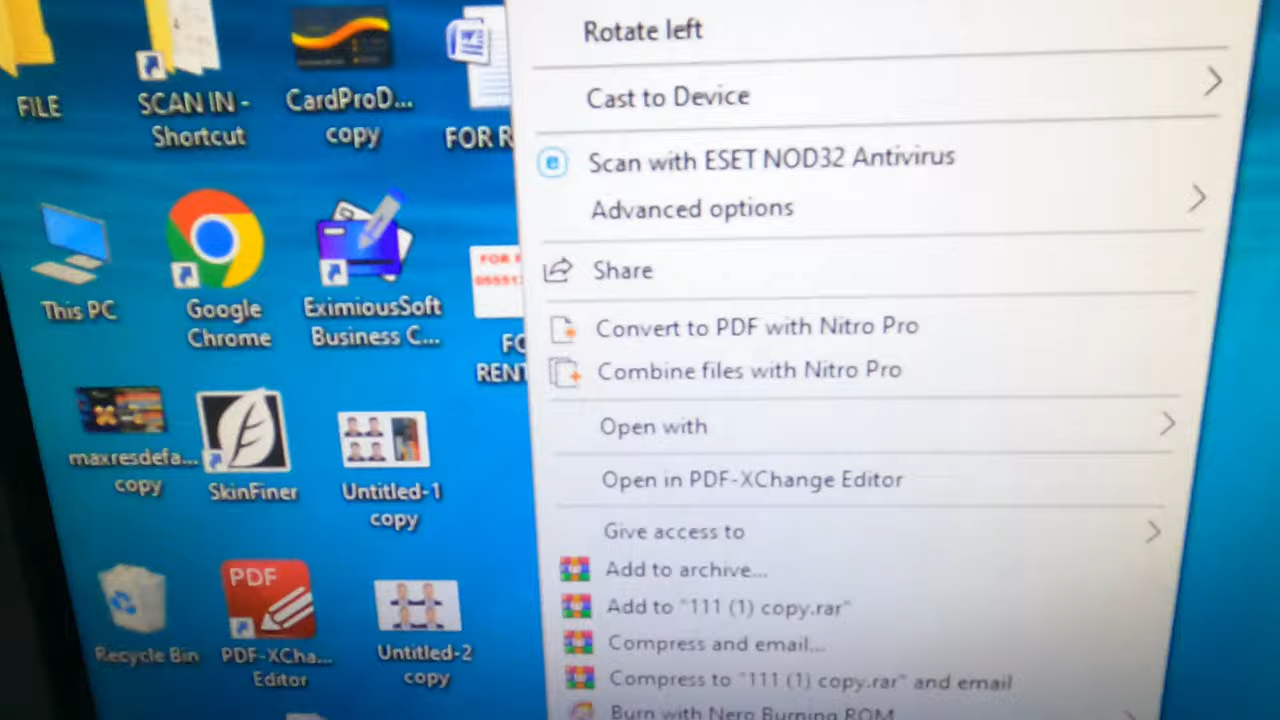 FILE
SCAN IN -
Shortcut
CardProD...
copy
FOR R
This PC
Google
Chrome
EximiousSoft
Business C...
FOR
05551
FO
RENT
maxresdefa...
copy
SkinFiner
Untitled-1
copy
Recycle Bin
PDF
PDF-XCha...
Editor
Untitled-2
copy
Rotate left
Cast to Device
Scan with ESET NOD32 Antivirus
Advanced options
Share
Convert to PDF with Nitro Pro
Combine files with Nitro Pro
Open with
Open in PDF-XChange Editor
Give access to
Add to archive...
Add to "111 (1) copy.rar"
Compress and email...
Compress to "111 (1) copy.rar" and email
Burn with Nero Burning ROM